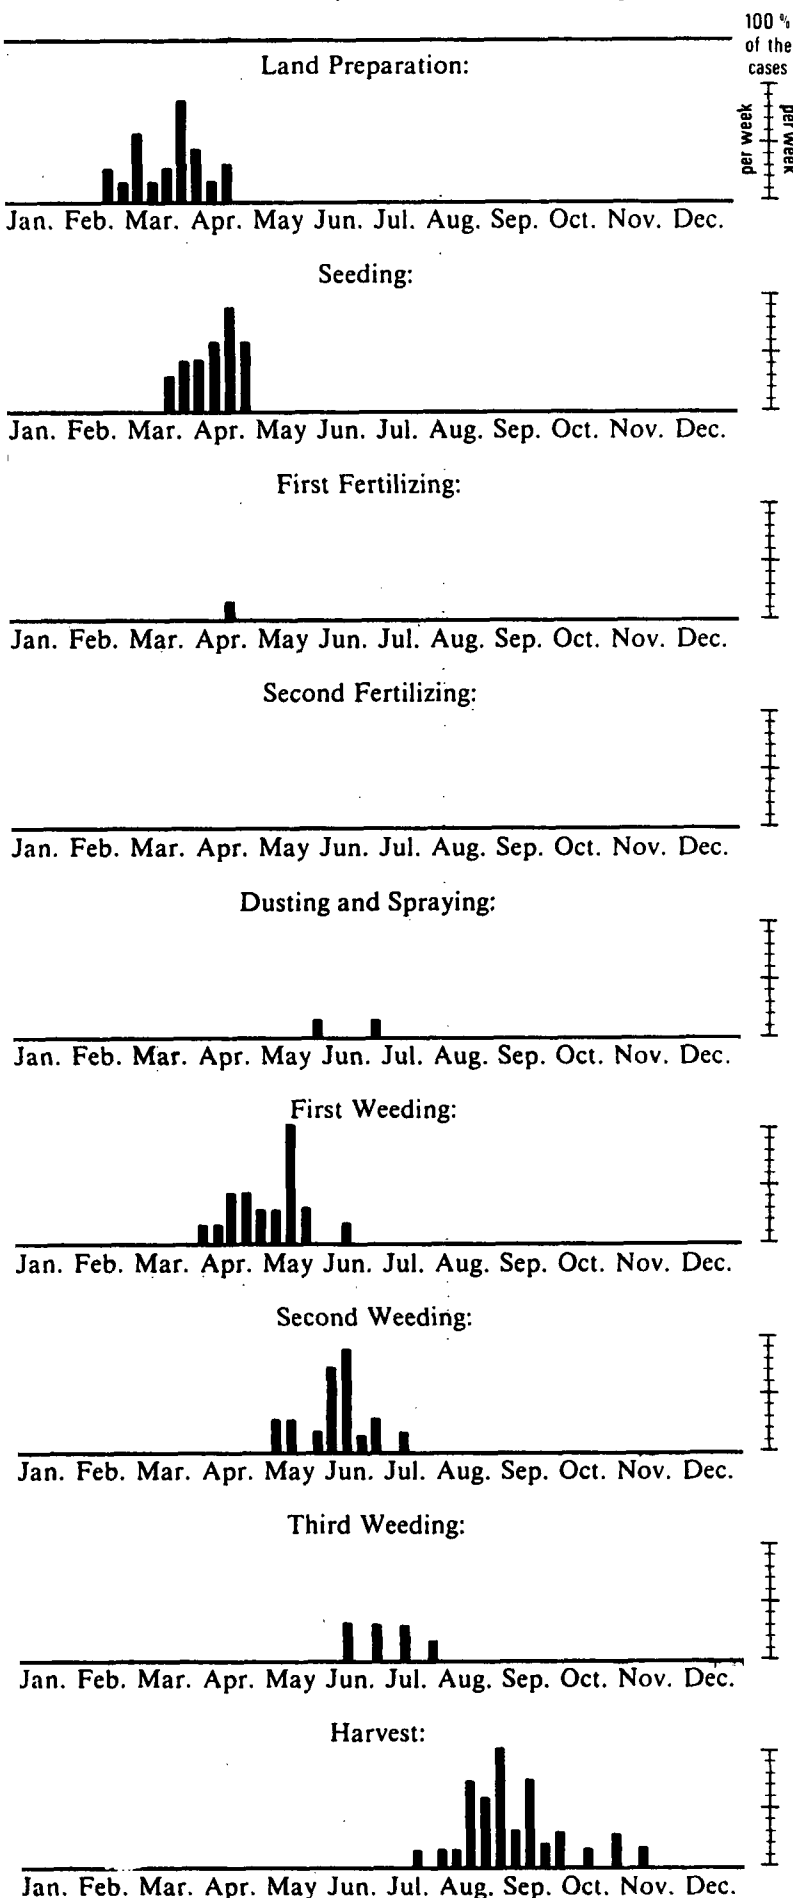 100 %
of the
cases
Land Preparation:
per week
per week
Jan. Feb. Mar. Apr. May Jun. Jul. Aug. Sep. Oct. Nov. Dec.
Seeding:
Jan. Feb. Mar. Apr. May Jun. Jul. Aug. Sep. Oct. Nov. Dec.
First Fertilizing:
Jan. Feb. Mar. Apr. May Jun. Jul. Aug. Sep. Oct. Nov. Dec.
Second Fertilizing:
Jan. Feb. Mar. Apr. May Jun. Jul. Aug. Sep. Oct. Nov. Dec.
Dusting and Spraying:
Jan. Feb. Mar. Apr. May Jun. Jul. Aug. Sep. Oct. Nov. Dec.
First Weeding:
Jan. Feb. Mar. Apr. May Jun. Jul. Aug. Sep. Oct. Nov. Dec.
Second Weeding:
Jan. Feb. Mar. Apr. May Jun. Jul. Aug. Sep. Oct. Nov. Dec.
Third Weeding:
Jan. Feb. Mar. Apr. May Jun. Jul. Aug. Sep. Oct. Nov. Dec.
Harvest:
Jan. Feb. Mar. Apr. May Jun. Jul. Aug. Sep. Oct. Nov. Dec.